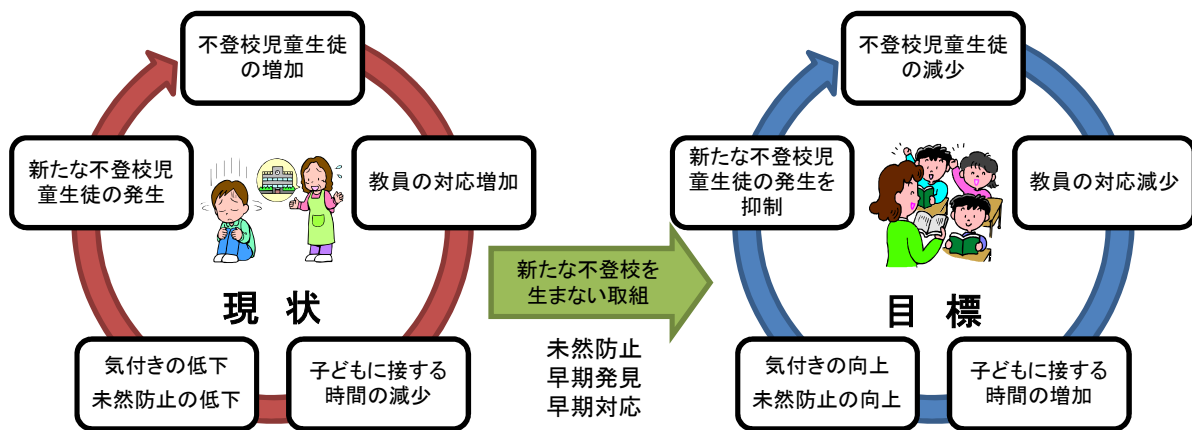 不登校児童生徒
の増加
教員の対応増加
子どもに接する
時間の減少
気付きの低下
未然防止の低下
新たな不登校児
童生徒の発生
現 状
新たな不登校を
生まない取組
未然防止
早期発見
早期対応
不登校児童生徒
の減少
教員の対応減少
子どもに接する
時間の増加
気付きの向上
未然防止の向上
新たな不登校児
童生徒の発生を
抑制
目 標